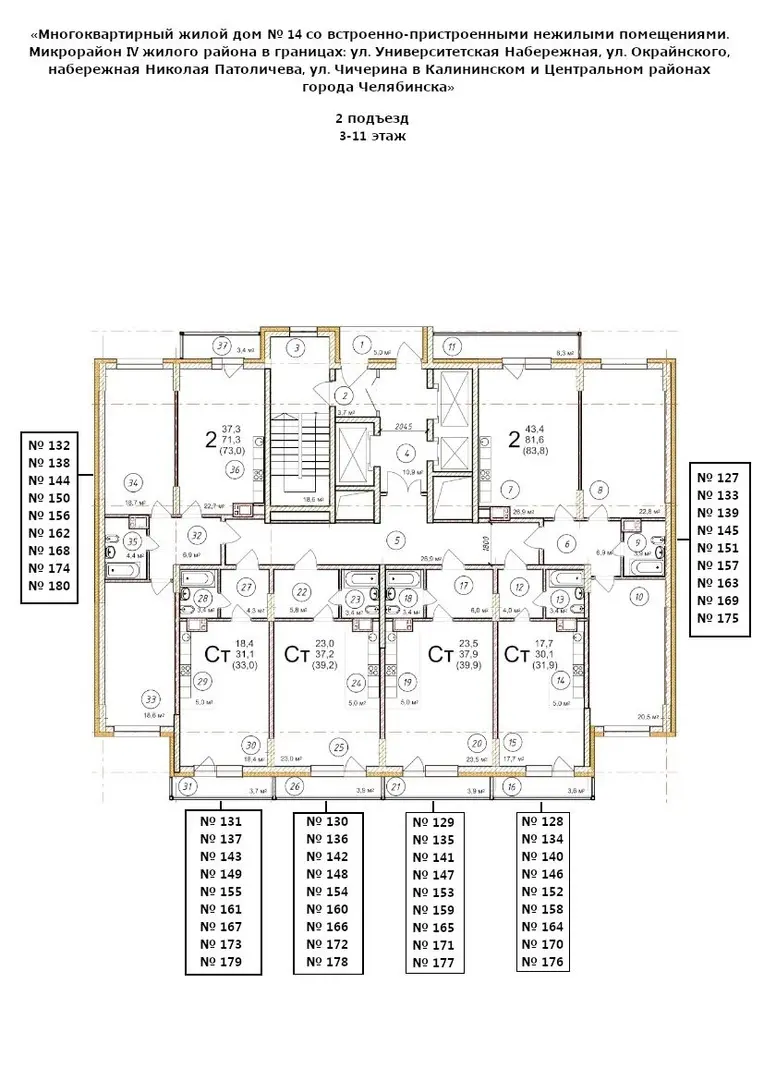 «Многоквартирный жилой дом № 14 со встроенно-пристроенными нежилыми помещениями.
Микрорайон IV жилого района в границах: ул. Университетская Набережная, ул. Окрайнского,
набережная Николая Патоличева, ул. Чичерина в Калининском и Центральном районах
города Челябинска»
2 подъезд
3-11 этаж
37
3,4 м²
3
1
5,0 м²
11
6,3 м²
2
3,7 м²
2045
4
10,9 м²
18,6 м²
2
37,3
71,3
(73,0)
36
22,7 м²
34
18,7 м²
2
43,4
81,6
(83,8)
7
26,9 м²
8
22,8 м²
№ 132
№ 138
№ 144
№ 150
№ 156
№ 162
№ 168
№ 174
№ 180
№ 127
№ 133
№ 139
№ 145
№ 151
№ 157
№ 163
№ 169
№ 175
35
4,4 м²
32
6,9 м²
5
26,9 м²
1800
6
6,9 м²
9
3,9 м²
10
20,5 м²
28
3,4 м²
27
4,3 м²
22
5,8 м²
23
3,4 м²
18
3,4 м²
17
6,0 м²
12
4,0 м²
13
3,4 м²
Ст
18,4
31,1
(33,0)
Ст
23,0
37,2
(39,2)
Ст
23,5
37,9
(39,9)
Ст
17,7
30,1
(31,9)
29
5,0 м²
24
5,0 м²
19
5,0 м²
14
5,0 м²
33
18,6 м²
30
18,4 м²
25
23,0 м²
20
23,5 м²
15
17,7 м²
31
3,7 м²
26
3,9 м²
21
3,9 м²
16
3,6 м²
№ 131
№ 137
№ 143
№ 149
№ 155
№ 161
№ 167
№ 173
№ 179
№ 130
№ 136
№ 142
№ 148
№ 154
№ 160
№ 166
№ 172
№ 178
№ 129
№ 135
№ 141
№ 147
№ 153
№ 159
№ 165
№ 171
№ 177
№ 128
№ 134
№ 140
№ 146
№ 152
№ 158
№ 164
№ 170
№ 176